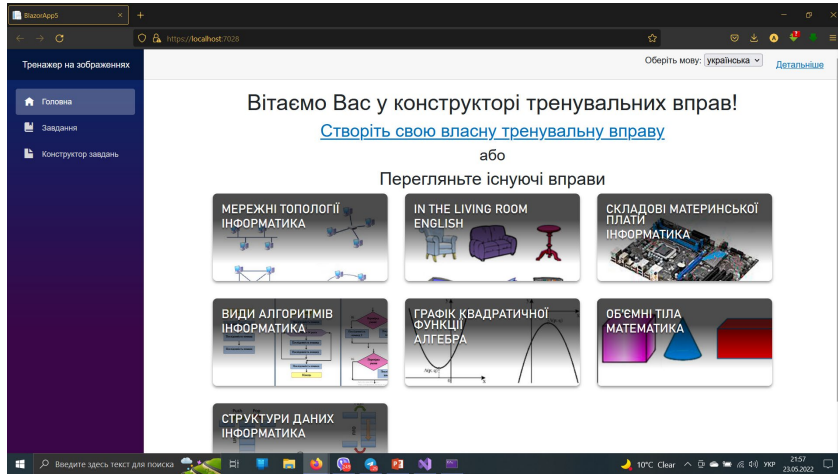 BlazorApp5
https://localhost:7028
Тренажер на зображеннях
Оберіть мову: українська
Детальніше
Головна
Завдання
Конструктор завдань
Вітаємо Вас у конструкторі тренувальних вправ!
Створіть свою власну тренувальну вправу
або
Перегляньте існуючі вправи
МЕРЕЖНІ ТОПОЛОГІЇ
ІНФОРМАТИКА
IN THE LIVING ROOM
ENGLISH
СКЛАДОВІ МАТЕРИНСЬКОЇ
ПЛАТИ
ІНФОРМАТИКА
ВИДИ АЛГОРИТМІВ
ІНФОРМАТИКА
ГРАФІК КВАДРАТИЧНОЇ
ФУНКЦІЇ
АЛГЕБРА
ОБ'ЄМНІ ТІЛА
МАТЕМАТИКА
СТРУКТУРИ ДАНИХ
ІНФОРМАТИКА
Введите здесь текст для поиска
10°C Clear
УКР
21:57
23.05.2022